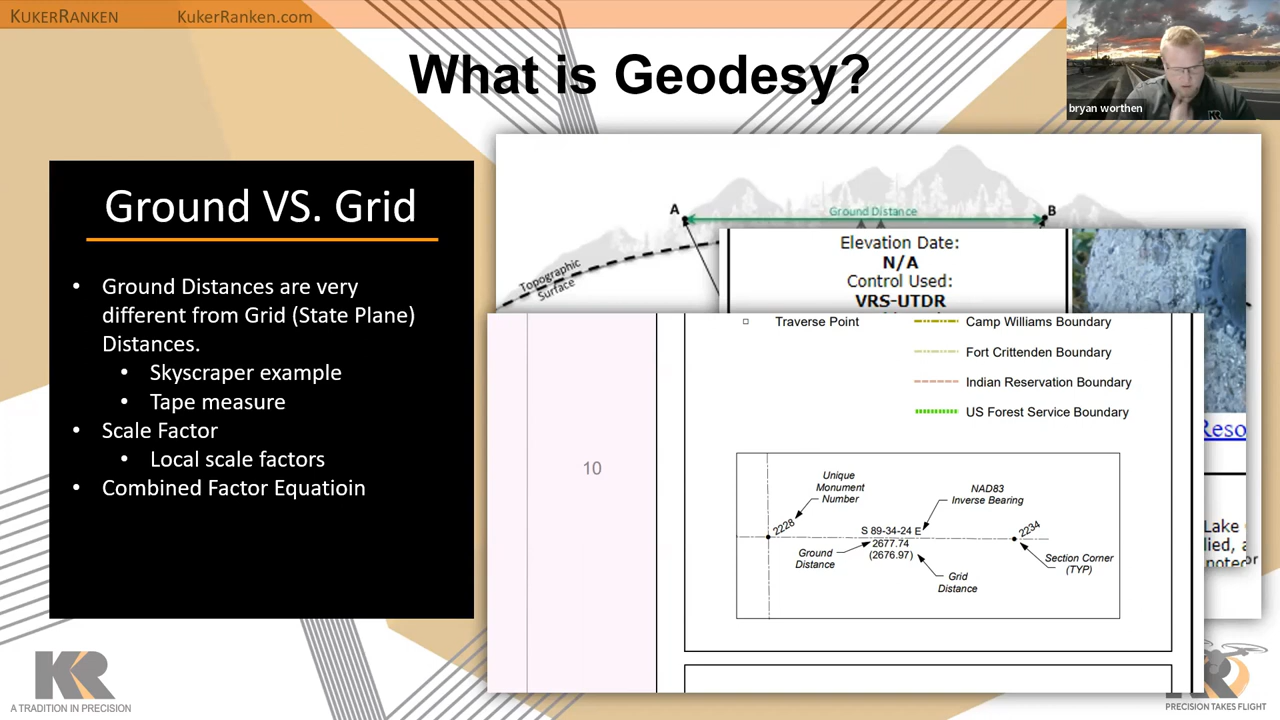 KUKERRANKEN
KukerRanken.com
What is Geodesy?
bryan worthen
Ground VS. Grid
• Ground Distances are very
different from Grid (State Plane)
Distances.
• Skyscraper example
• Tape measure
• Scale Factor
• Local scale factors
• Combined Factor Equatioin
A
Ground Distance
B
Topographic
Surface
Elevation Date:
N/A
Control Used:
VRS-UTDR
Traverse Point
Camp Williams Boundary
Fort Crittenden Boundary
Indian Reservation Boundary
US Forest Service Boundary
10
Unique
Monument
Number
NAD83
Inverse Bearing
2228
S 89-34-24 E
2234
2677.74
(2676.97)
Ground
Distance
Grid
Distance
Section Corner
(TYP)
Reso
Lake
lied, a
noted
or
KR
A TRADITION IN PRECISION
PRECISION TAKES FLIGHT